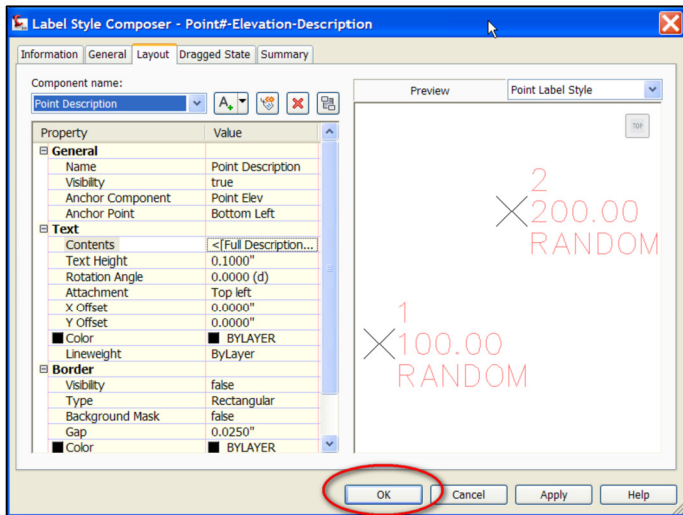 Label Style Composer - Point#-Elevation-Description
Information General Layout Dragged State Summary
Component name:
Point Description
A
Property Value
General
Name Point Description
Visibility true
Anchor Component Point Elev
Anchor Point Bottom Left
Text
Contents <[Full Description...
Text Height 0.1000"
Rotation Angle 0.0000 (d)
Attachment Top left
X Offset 0.0000"
Y Offset 0.0000"
Color BYLAYER
Lineweight ByLayer
Border
Visibility false
Type Rectangular
Background Mask false
Gap 0.0250"
Color BYLAYER
Preview Point Label Style
TOP
2
200.00
RANDOM
1
100.00
RANDOM
OK Cancel Apply Help